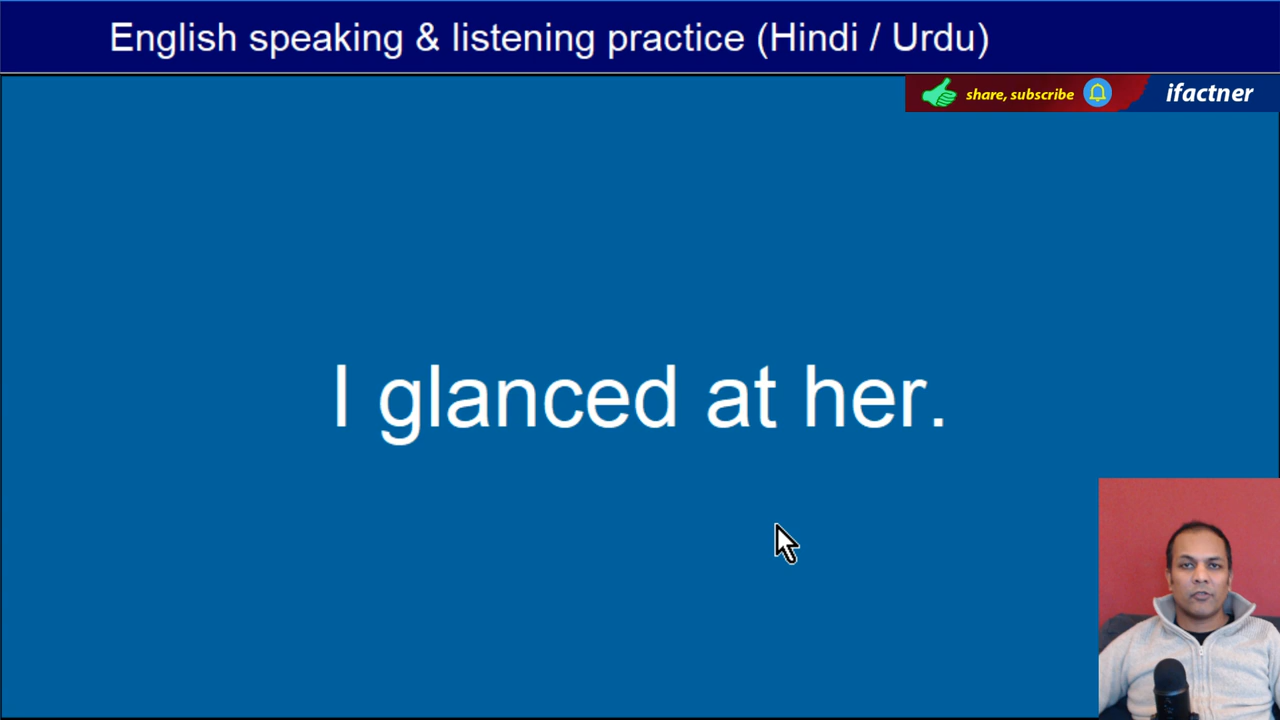 English speaking & listening practice (Hindi / Urdu)
share, subscribe ifactner
I glanced at her.